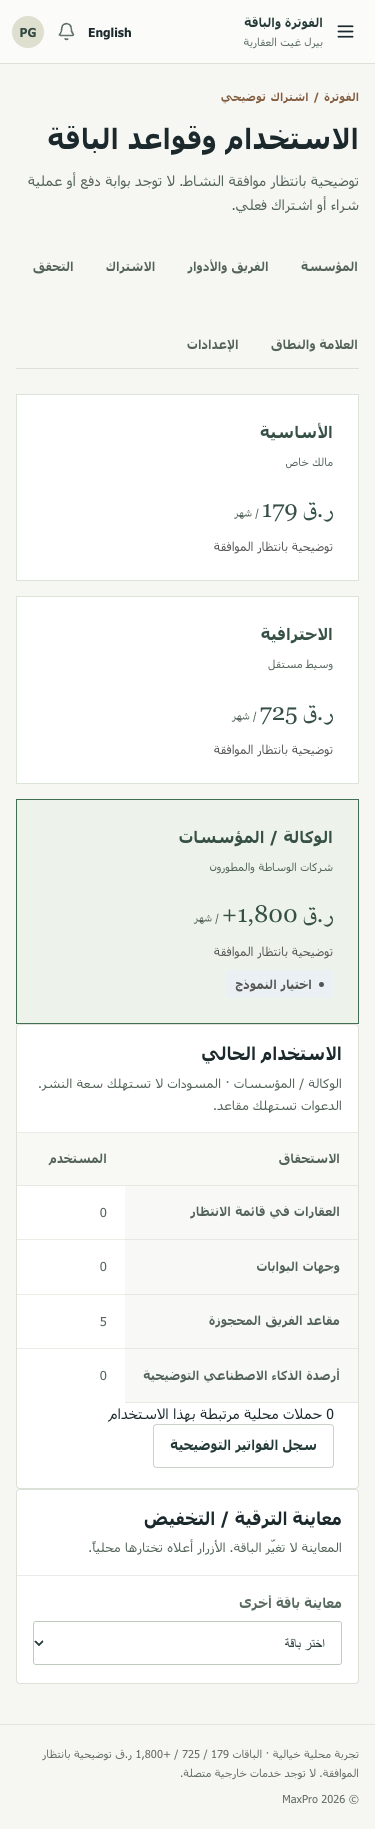 الفوترة والباقة
بيرل غيت العقارية
English
PG
الفوترة / اشتراك توضيحي
الاستخدام وقواعد الباقة
توضيحية بانتظار موافقة النشاط. لا توجد بوابة دفع أو عملية
شراء أو اشتراك فعلي.
المؤسسة
الفريق والأدوار
الاشتراك
التحقق
العلامة والنطاق
الإعدادات
الأساسية
مالك خاص
ر.ق 179 / شهر
توضيحية بانتظار الموافقة
الاحترافية
وسيط مستقل
ر.ق 725 / شهر
توضيحية بانتظار الموافقة
الوكالة / المؤسسات
شركات الوساطة والمطورون
ر.ق 1,800+ / شهر
توضيحية بانتظار الموافقة
• اختيار النموذج
الاستخدام الحالي
الوكالة / المؤسسات · المسودات لا تستهلك سعة النشر.
الدعوات تستهلك مقاعد.
الاستحقاق المستخدم
العقارات في قائمة الانتظار 0
وجهات البوابات 0
مقاعد الفريق المحجوزة 5
أرصدة الذكاء الاصطناعي التوضيحية 0
0 حملات محلية مرتبطة بهذا الاستخدام
سجل الفواتير التوضيحية
معاينة الترقية / التخفيض
المعاينة لا تغيّر الباقة. الأزرار أعلاه تختارها محلياً.
معاينة باقة أخرى
اختر باقة
تجربة محلية خيالية · الباقات 179 / 725 / 1,800+ ر.ق توضيحية بانتظار
الموافقة. لا توجد خدمات خارجية متصلة.
© 2026 MaxPro